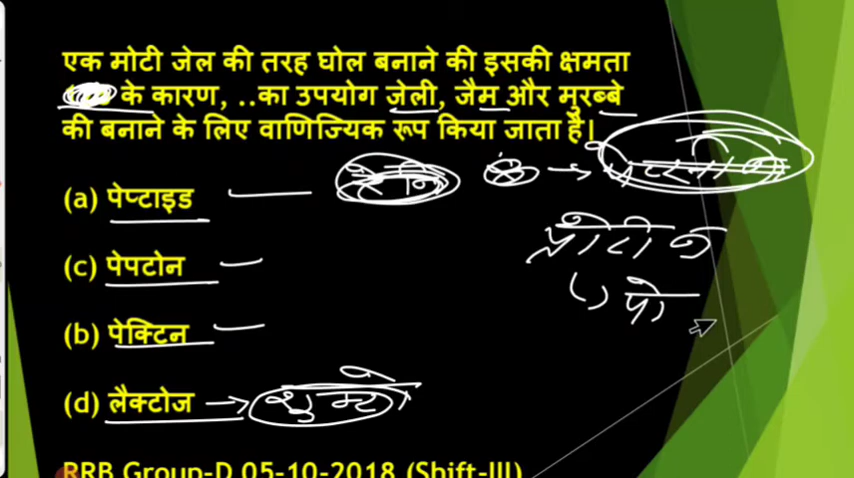 एक मोटी जेल की तरह घोल बनाने की इसकी क्षमता
के कारण, ..का उपयोग जेली, जैम और मुरब्बे
की बनाने के लिए वाणिज्यिक रूप किया जाता है।
(a) पेप्टाइड
(c) पेपटोन
(b) पेक्टिन
(d) लैक्टोज
RRB Group-D 05-10-2018 (Shift-III)